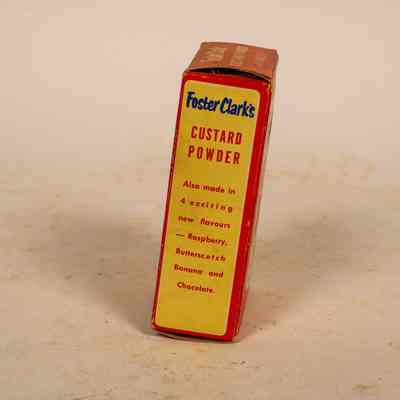 Foster Clark's
CUSTARD
POWDER
Also made in
4 exciting
new flavours
— Raspberry,
Butterscotch
Banana and
Chocolate.